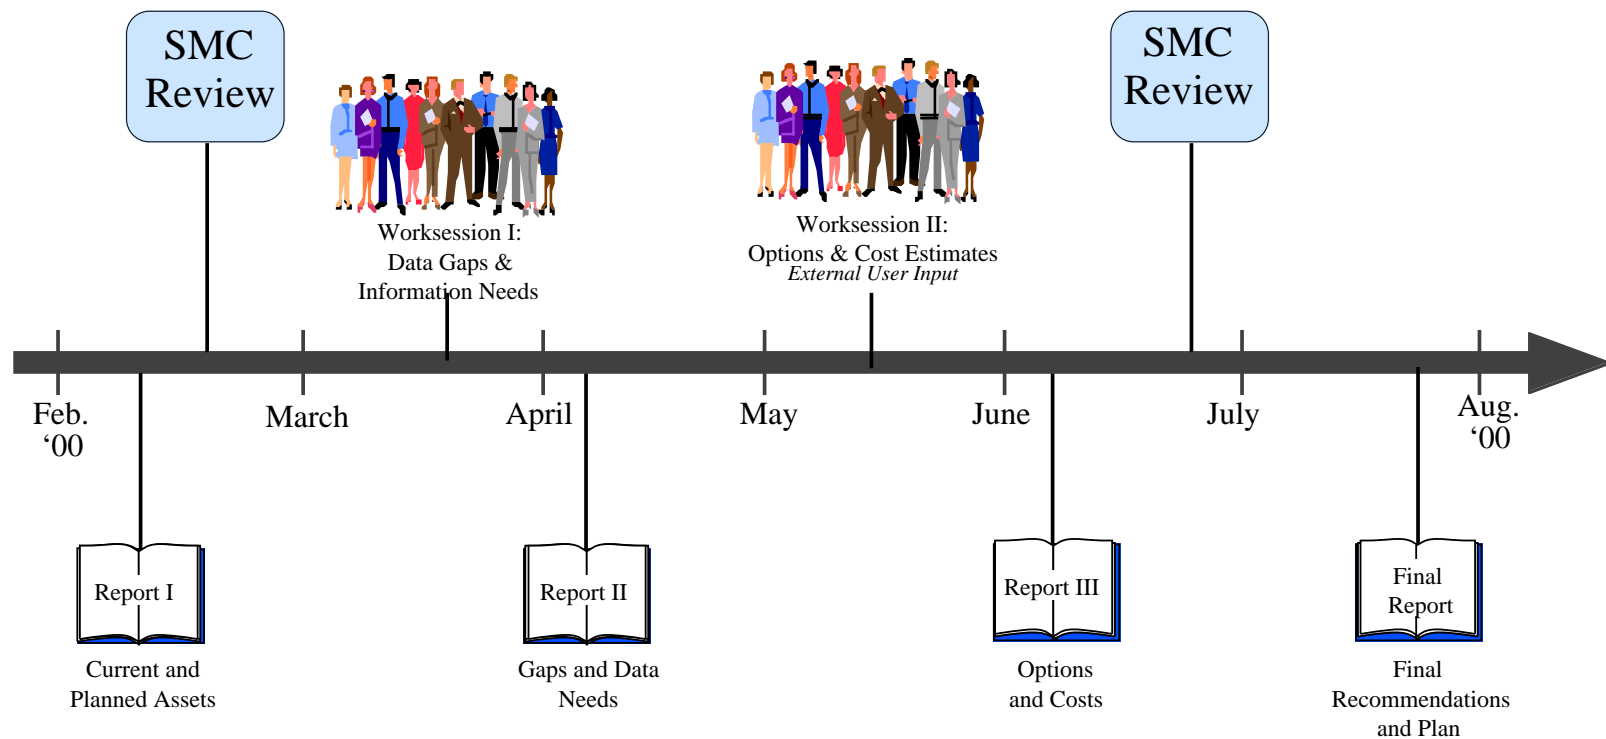 SMC
Review
SMC
Review
Worksession I:
Data Gaps &
Information Needs
Worksession II:
Options & Cost Estimates
External User Input
Feb.
‘00
March
April
May
June
July
Aug.
‘00
Report I
Report II
Report III
Final
Report
Current and
Planned Assets
Gaps and Data
Needs
Options
and Costs
Final
Recommendations
and Plan